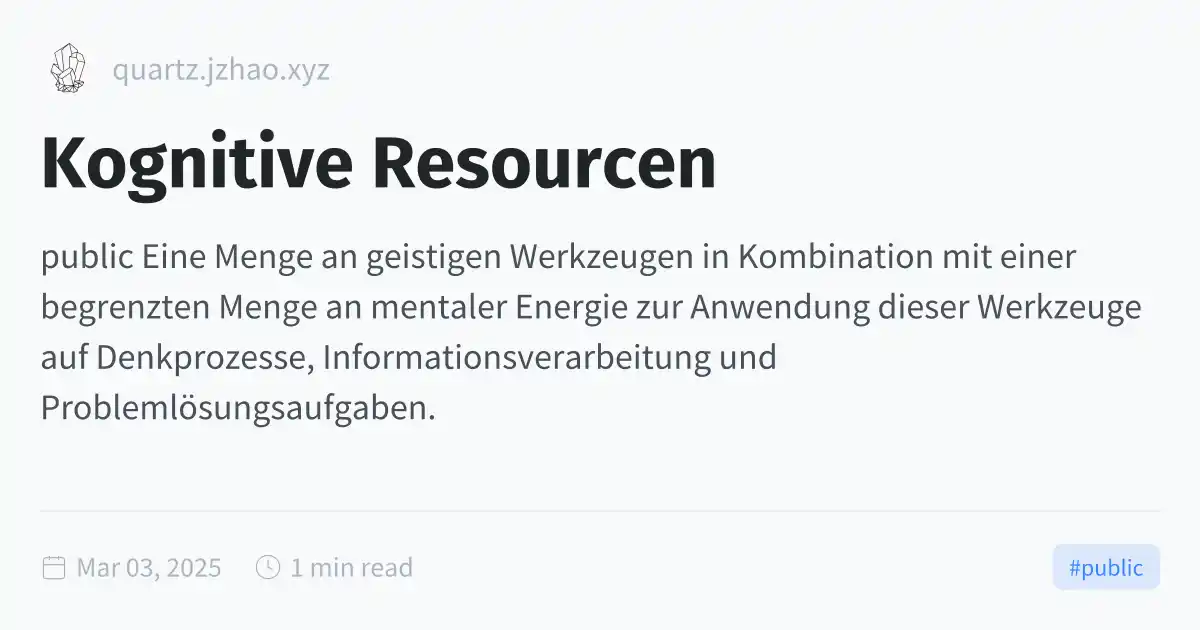 quartz.jzhao.xyz
Kognitive Resourcen
public Eine Menge an geistigen Werkzeugen in Kombination mit einer
begrenzten Menge an mentaler Energie zur Anwendung dieser Werkzeuge
auf Denkprozesse, Informationsverarbeitung und
Problemlösungsaufgaben.
Mar 03, 2025 1 min read #public